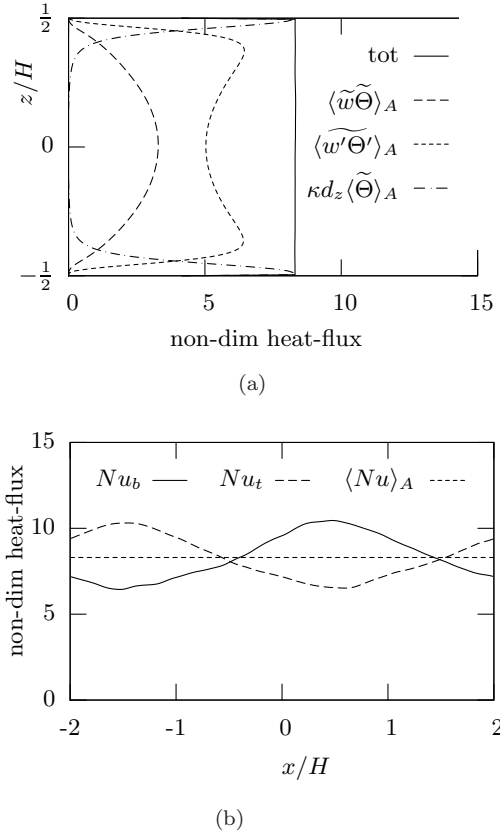 1/2
z/H
0
−1/2
tot
⟨w̃Θ̃⟩_A
⟨w̃′Θ′⟩_A
κd_z⟨Θ̃⟩_A
0 5 10 15
non-dim heat-flux
(a)
15
10
5
0
non-dim heat-flux
Nu_b Nu_t ⟨Nu⟩_A
-2 -1 0 1 2
x/H
(b)